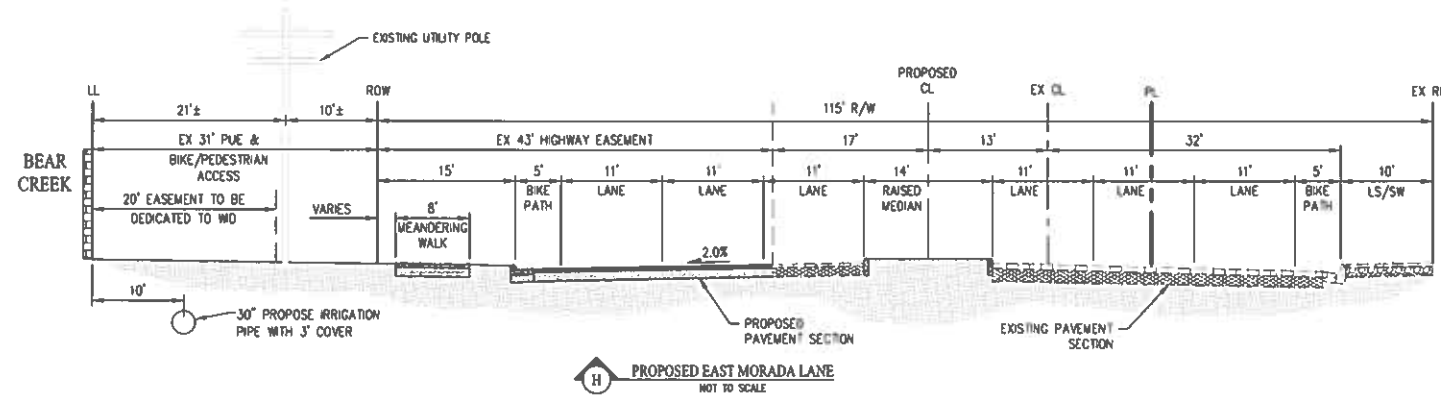 EXISTING UTILITY POLE
LL
ROW
PROPOSED
CL
EX CL
PL
21'±
10'±
115' R/W
EX 31' PUE &
BIKE/PEDESTRIAN
ACCESS
EX 43' HIGHWAY EASEMENT
17'
13'
32'
BEAR
CREEK
15'
5'
BIKE
PATH
11'
LANE
11'
LANE
11'
LANE
14'
RAISED
MEDIAN
11'
LANE
11'
LANE
11'
LANE
5'
BIKE
PATH
10'
LS/SW
20' EASEMENT TO BE
DEDICATED TO WID
VARIES
8'
MEANDERING
WALK
2.0%
10'
30" PROPOSE IRRIGATION
PIPE WITH 3' COVER
PROPOSED
PAVEMENT SECTION
EXISTING PAVEMENT
SECTION
H
PROPOSED EAST MORADA LANE
NOT TO SCALE